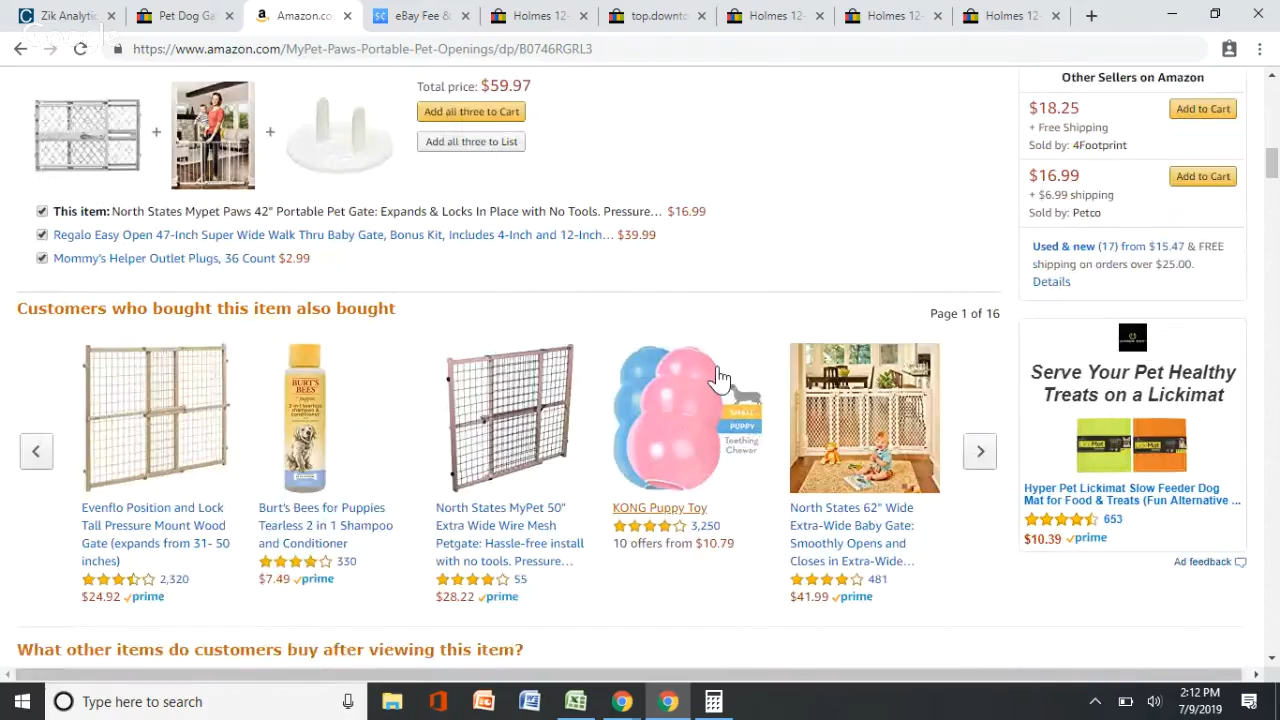 Zik Analytic
Pet Dog Ga
Amazon.co
eBay Fee &
Holmes 12-
top.downto
Holmes 12-
Holmes 12-
Holmes 12-
https://www.amazon.com/MyPet-Paws-Portable-Pet-Openings/dp/B0746RGRL3
Total price: $59.97
Add all three to Cart
Add all three to List
This item: North States Mypet Paws 42" Portable Pet Gate: Expands & Locks In Place with No Tools. Pressure… $16.99
Regalo Easy Open 47-Inch Super Wide Walk Thru Baby Gate, Bonus Kit, Includes 4-Inch and 12-Inch… $39.99
Mommy's Helper Outlet Plugs, 36 Count $2.99
Other Sellers on Amazon
$18.25
Add to Cart
+ Free Shipping
Sold by: 4Footprint
$16.99
Add to Cart
+ $6.99 shipping
Sold by: Petco
Used & new (17) from $15.47 & FREE
shipping on orders over $25.00.
Details
Customers who bought this item also bought
Page 1 of 16
BURT'S
BEES
SMALL
PUPPY
Teething
Chewer
Evenflo Position and Lock
Tall Pressure Mount Wood
Gate (expands from 31- 50
inches)
2,320
$24.92 prime
Burt's Bees for Puppies
Tearless 2 in 1 Shampoo
and Conditioner
330
$7.49 prime
North States MyPet 50"
Extra Wide Wire Mesh
Petgate: Hassle-free install
with no tools. Pressure…
55
$28.22 prime
KONG Puppy Toy
3,250
10 offers from $10.79
North States 62" Wide
Extra-Wide Baby Gate:
Smoothly Opens and
Closes in Extra-Wide…
481
$41.99 prime
Serve Your Pet Healthy
Treats on a Lickimat
Hyper Pet Lickimat Slow Feeder Dog
Mat for Food & Treats (Fun Alternative ...
653
$10.39 prime
Ad feedback
What other items do customers buy after viewing this item?
Type here to search
2:12 PM
7/9/2019